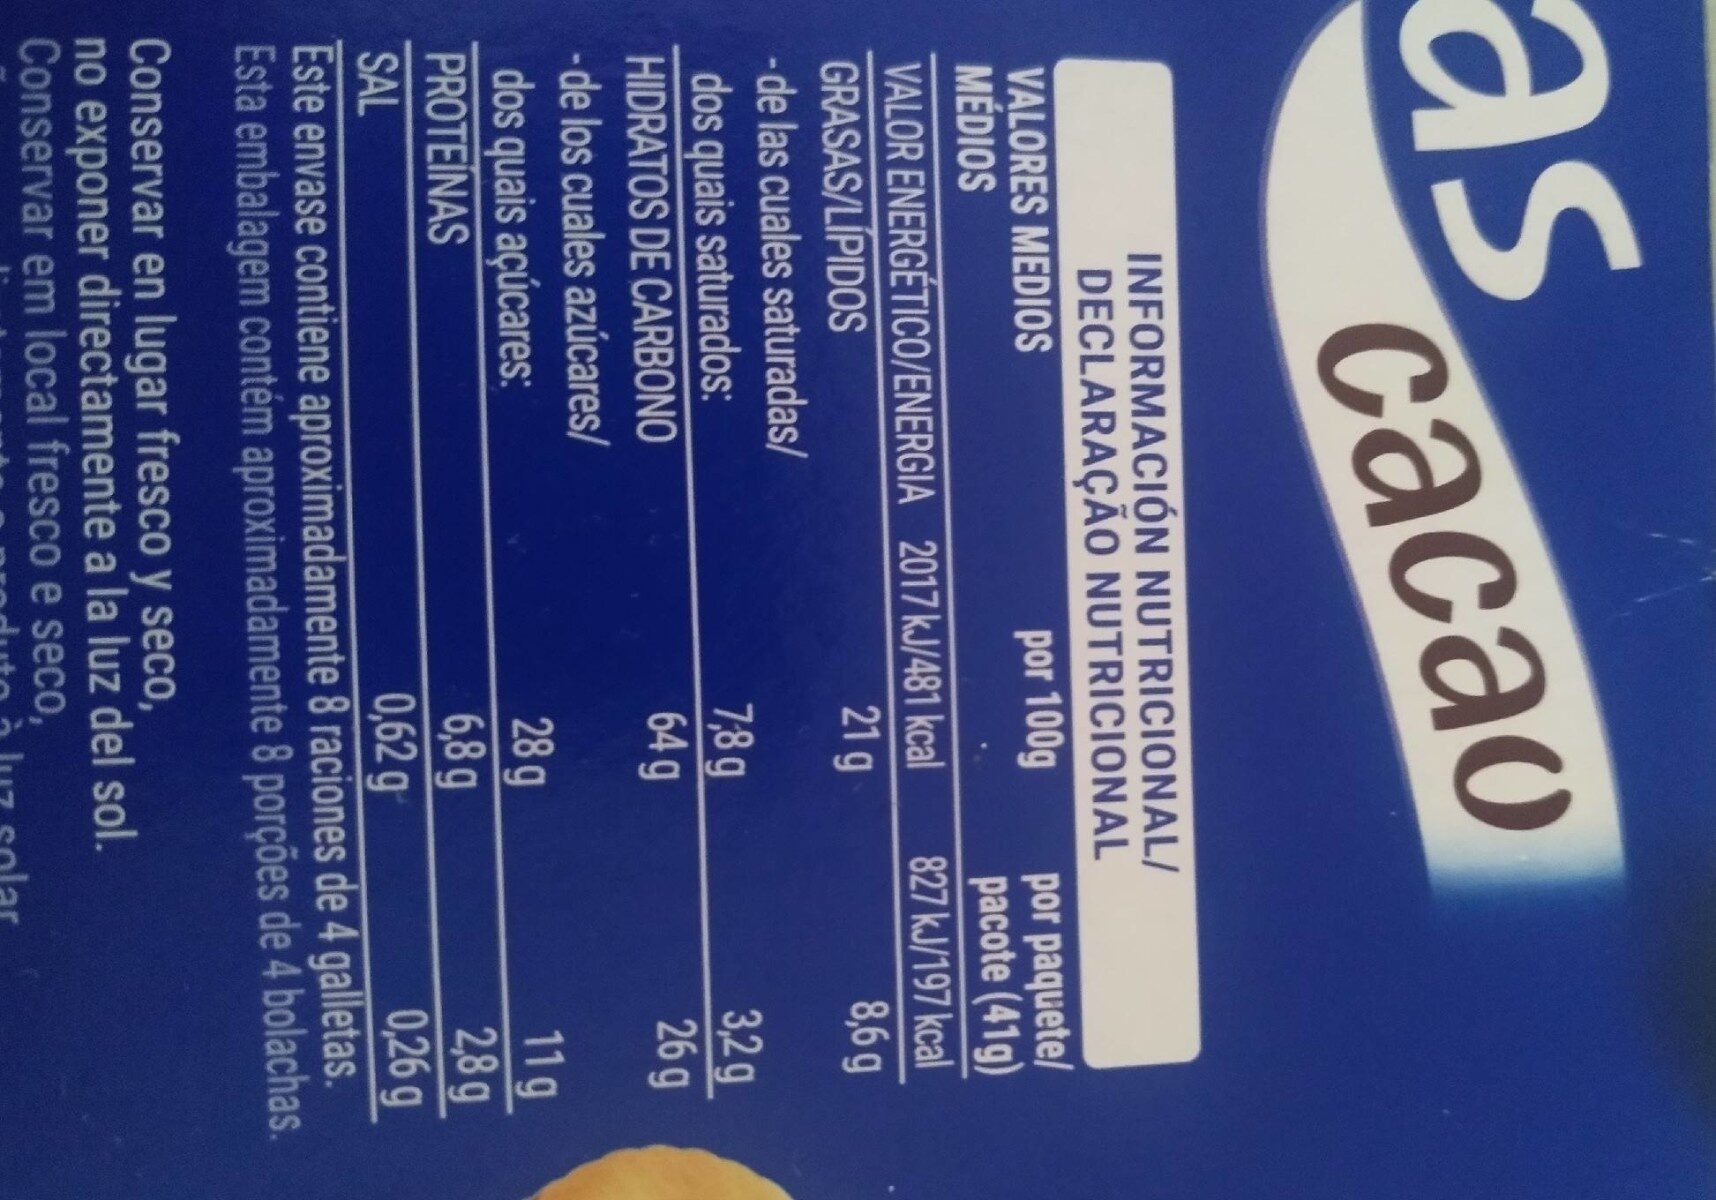 as
cacao
INFORMACIÓN NUTRICIONAL/
DECLARAÇÃO NUTRICIONAL
VALORES MEDIOS por 100g por paquete/
MÉDIOS pacote (41g)
VALOR ENERGÉTICO/ENERGIA 2017 kJ/481 kcal 827 kJ/197 kcal
GRASAS/LÍPIDOS 21 g 8,6 g
- de las cuales saturadas/
dos quais saturados: 7,8 g 3,2 g
HIDRATOS DE CARBONO 64 g 26 g
- de los cuales azúcares/
dos quais açúcares: 28 g 11 g
PROTEÍNAS 6,8 g 2,8 g
SAL 0,62 g 0,26 g
Este envase contiene aproximadamente 8 raciones de 4 galletas.
Esta embalagem contém aproximadamente 8 porções de 4 bolachas.
Conservar en lugar fresco y seco,
no exponer directamente a la luz del sol.
Conservar em local fresco e seco,
à luz solar